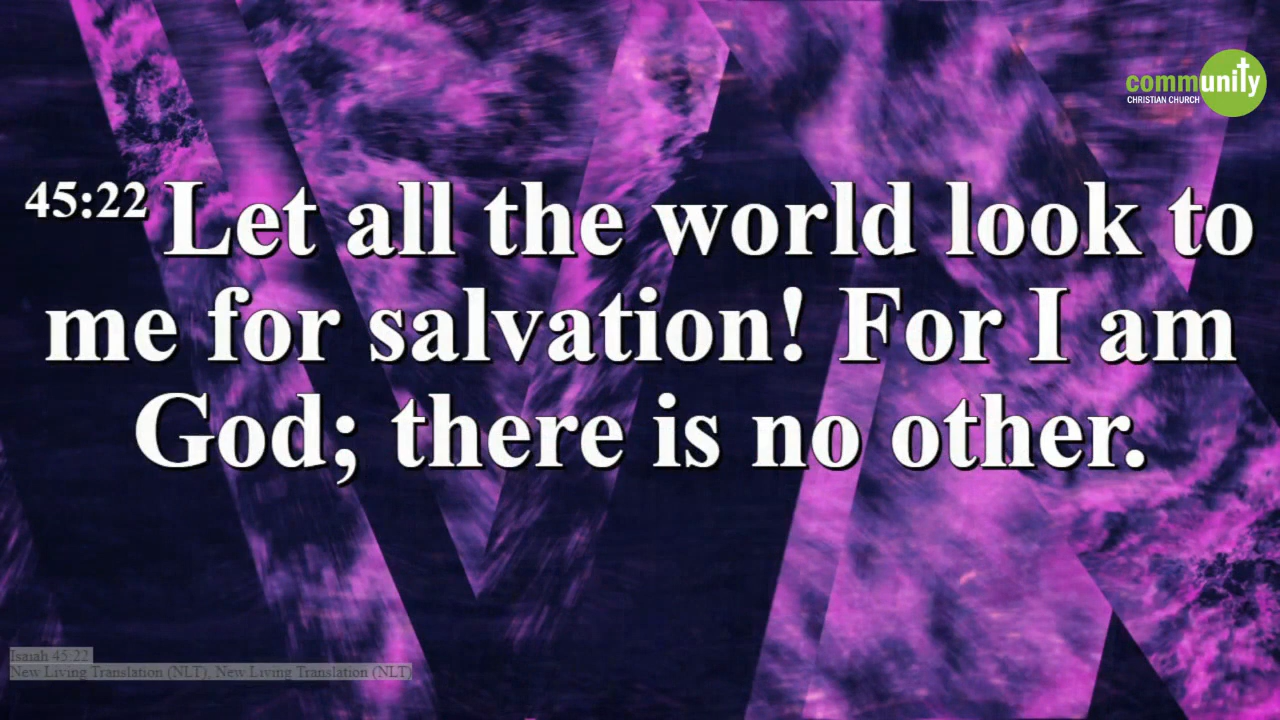 community
CHRISTIAN CHURCH
45:22 Let all the world look to
me for salvation! For I am
God; there is no other.
Isaiah 45:22
New Living Translation (NLT), New Living Translation (NLT)